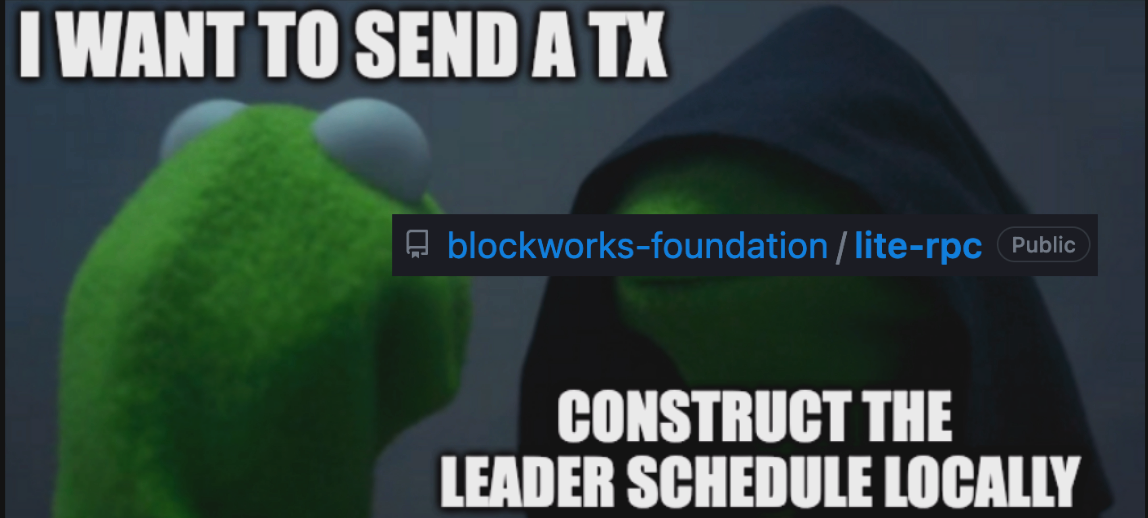 I WANT TO SEND A TX
blockworks-foundation / lite-rpc Public
CONSTRUCT THE
LEADER SCHEDULE LOCALLY